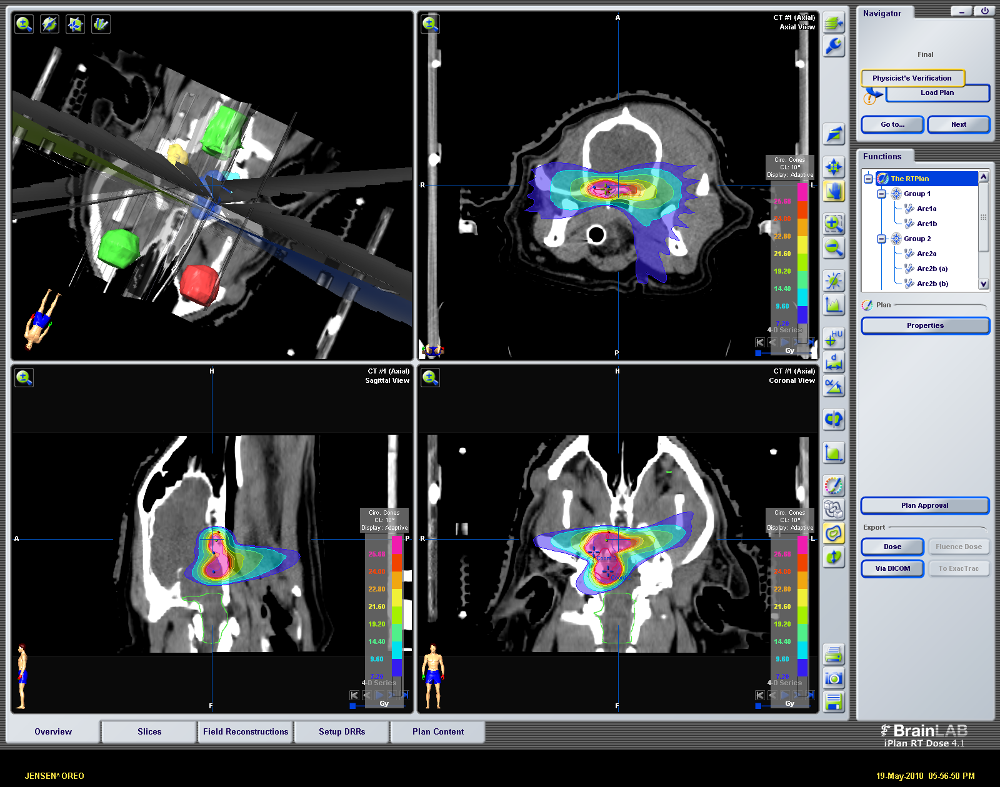 A
CT #1 (Axial)
Axial View
R
L
P
Circ. Cones
CL: 10°
Display: Adaptive
25.60
24.00
22.80
21.60
19.20
14.40
9.60
7.20
4-D Series
Gy
H
CT #1 (Axial)
Sagittal View
A
P
F
Circ. Cones
CL: 10°
Display: Adaptive
25.60
24.00
22.80
21.60
19.20
14.40
9.60
7.20
4-D Series
Gy
H
CT #1 (Axial)
Coronal View
R
L
F
Coord 3
Circ. Cones
CL: 10°
Display: Adaptive
25.60
24.00
22.80
21.60
19.20
14.40
9.60
7.20
4-D Series
Gy
HU
d
α
Navigator
Final
Physicist's Verification
Load Plan
Go to...
Next
Functions
The RTPlan
Group 1
Arc1a
Arc1b
Group 2
Arc2a
Arc2b (a)
Arc2b (b)
Plan
Properties
Plan Approval
Export
Dose
Fluence Dose
Via DICOM
To ExacTrac
Overview
Slices
Field Reconstructions
Setup DRRs
Plan Content
BrainLAB
iPlan RT Dose 4.1
JENSEN^OREO
19-May-2010 05-56-50 PM